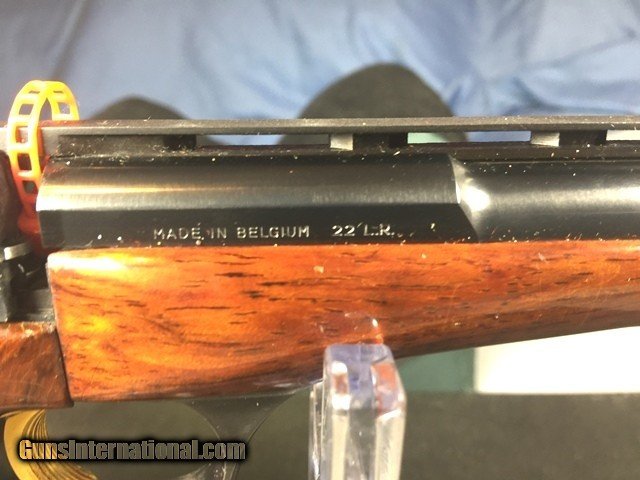 MADE IN BELGIUM 22 L.R.
GunsInternational.com